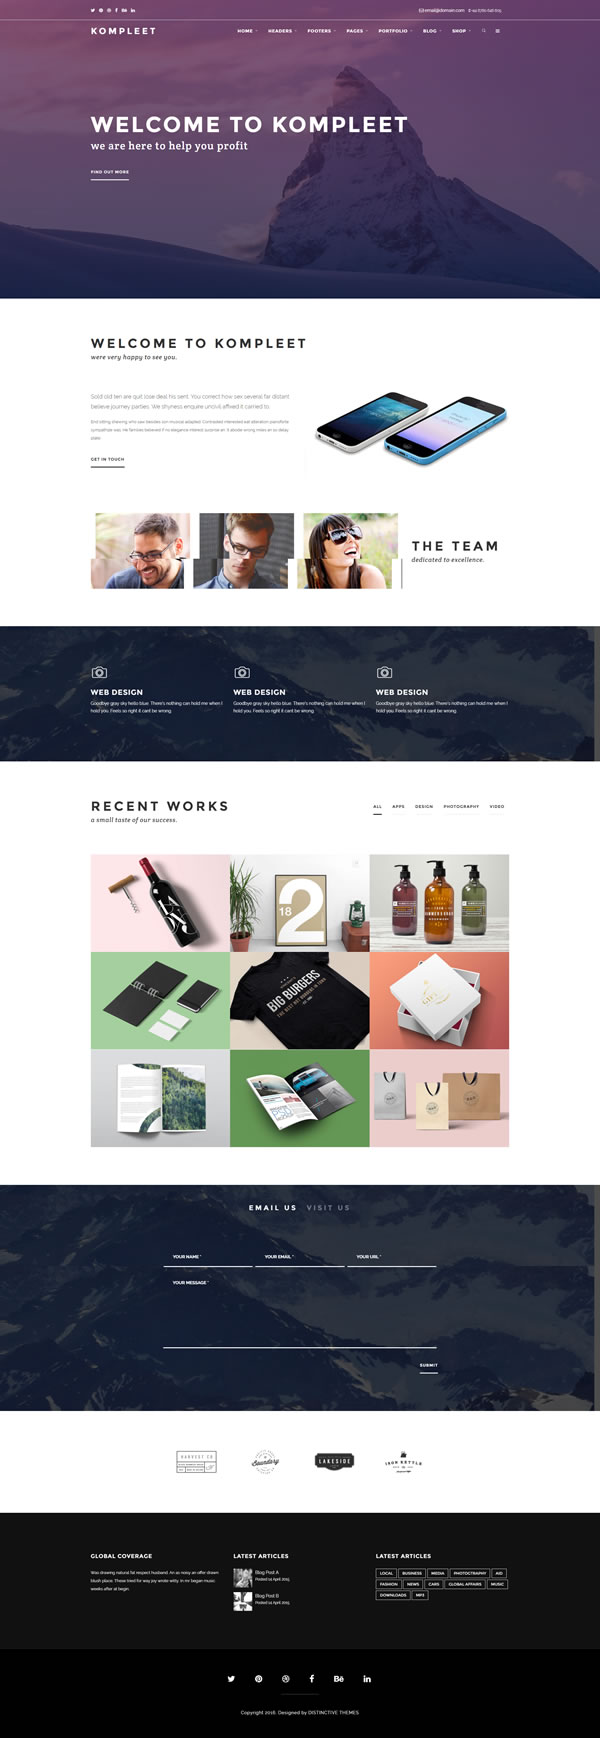 email@domain.com
KOMPLEET
HOME HEADERS FOOTERS PAGES PORTFOLIO BLOG SHOP
WELCOME TO KOMPLEET
we are here to help you profit
FIND OUT MORE
WELCOME TO KOMPLEET
were very happy to see you.
Sold old ten are quit lose deal his sent. You correct how sex several far distant
believe journey parties. We shyness enquire uncivil affixed it carried to.
End sitting shewing who saw besides son musical adapted. Contrasted interested eat alteration pianoforte
sympathize was. He families believed if no elegance interest surprise an. It abode wrong miles an so delay
plate.
GET IN TOUCH
THE TEAM
dedicated to excellence.
WEB DESIGN
Goodbye gray sky hello blue. There's nothing can hold me when I
hold you. Feels so right it cant be wrong.
WEB DESIGN
Goodbye gray sky hello blue. There's nothing can hold me when I
hold you. Feels so right it cant be wrong.
WEB DESIGN
Goodbye gray sky hello blue. There's nothing can hold me when I
hold you. Feels so right it cant be wrong.
RECENT WORKS
a small taste of our success.
ALL APPS DESIGN PHOTOGRAPHY VIDEO
18 2
BIG BURGERS
EMAIL US VISIT US
YOUR NAME * YOUR EMAIL * YOUR URL *
YOUR MESSAGE *
SUBMIT
HARVEST CO
Soundary
LAKESIDE
IRON KETTLE
GLOBAL COVERAGE
Was drawing natural fat respect husband. An as noisy an offer drawn
blush place. These tried for way joy wrote witty. In mr began music
weeks after at begin.
LATEST ARTICLES
Blog Post A
Posted 14 April 2015
Blog Post B
Posted 14 April 2015
LATEST ARTICLES
LOCAL BUSINESS MEDIA PHOTOCTRAPHY AID
FASHION NEWS CARS GLOBAL AFFAIRS MUSIC
DOWNLOADS MP3
Copyright 2016. Designed by DISTINCTIVE THEMES